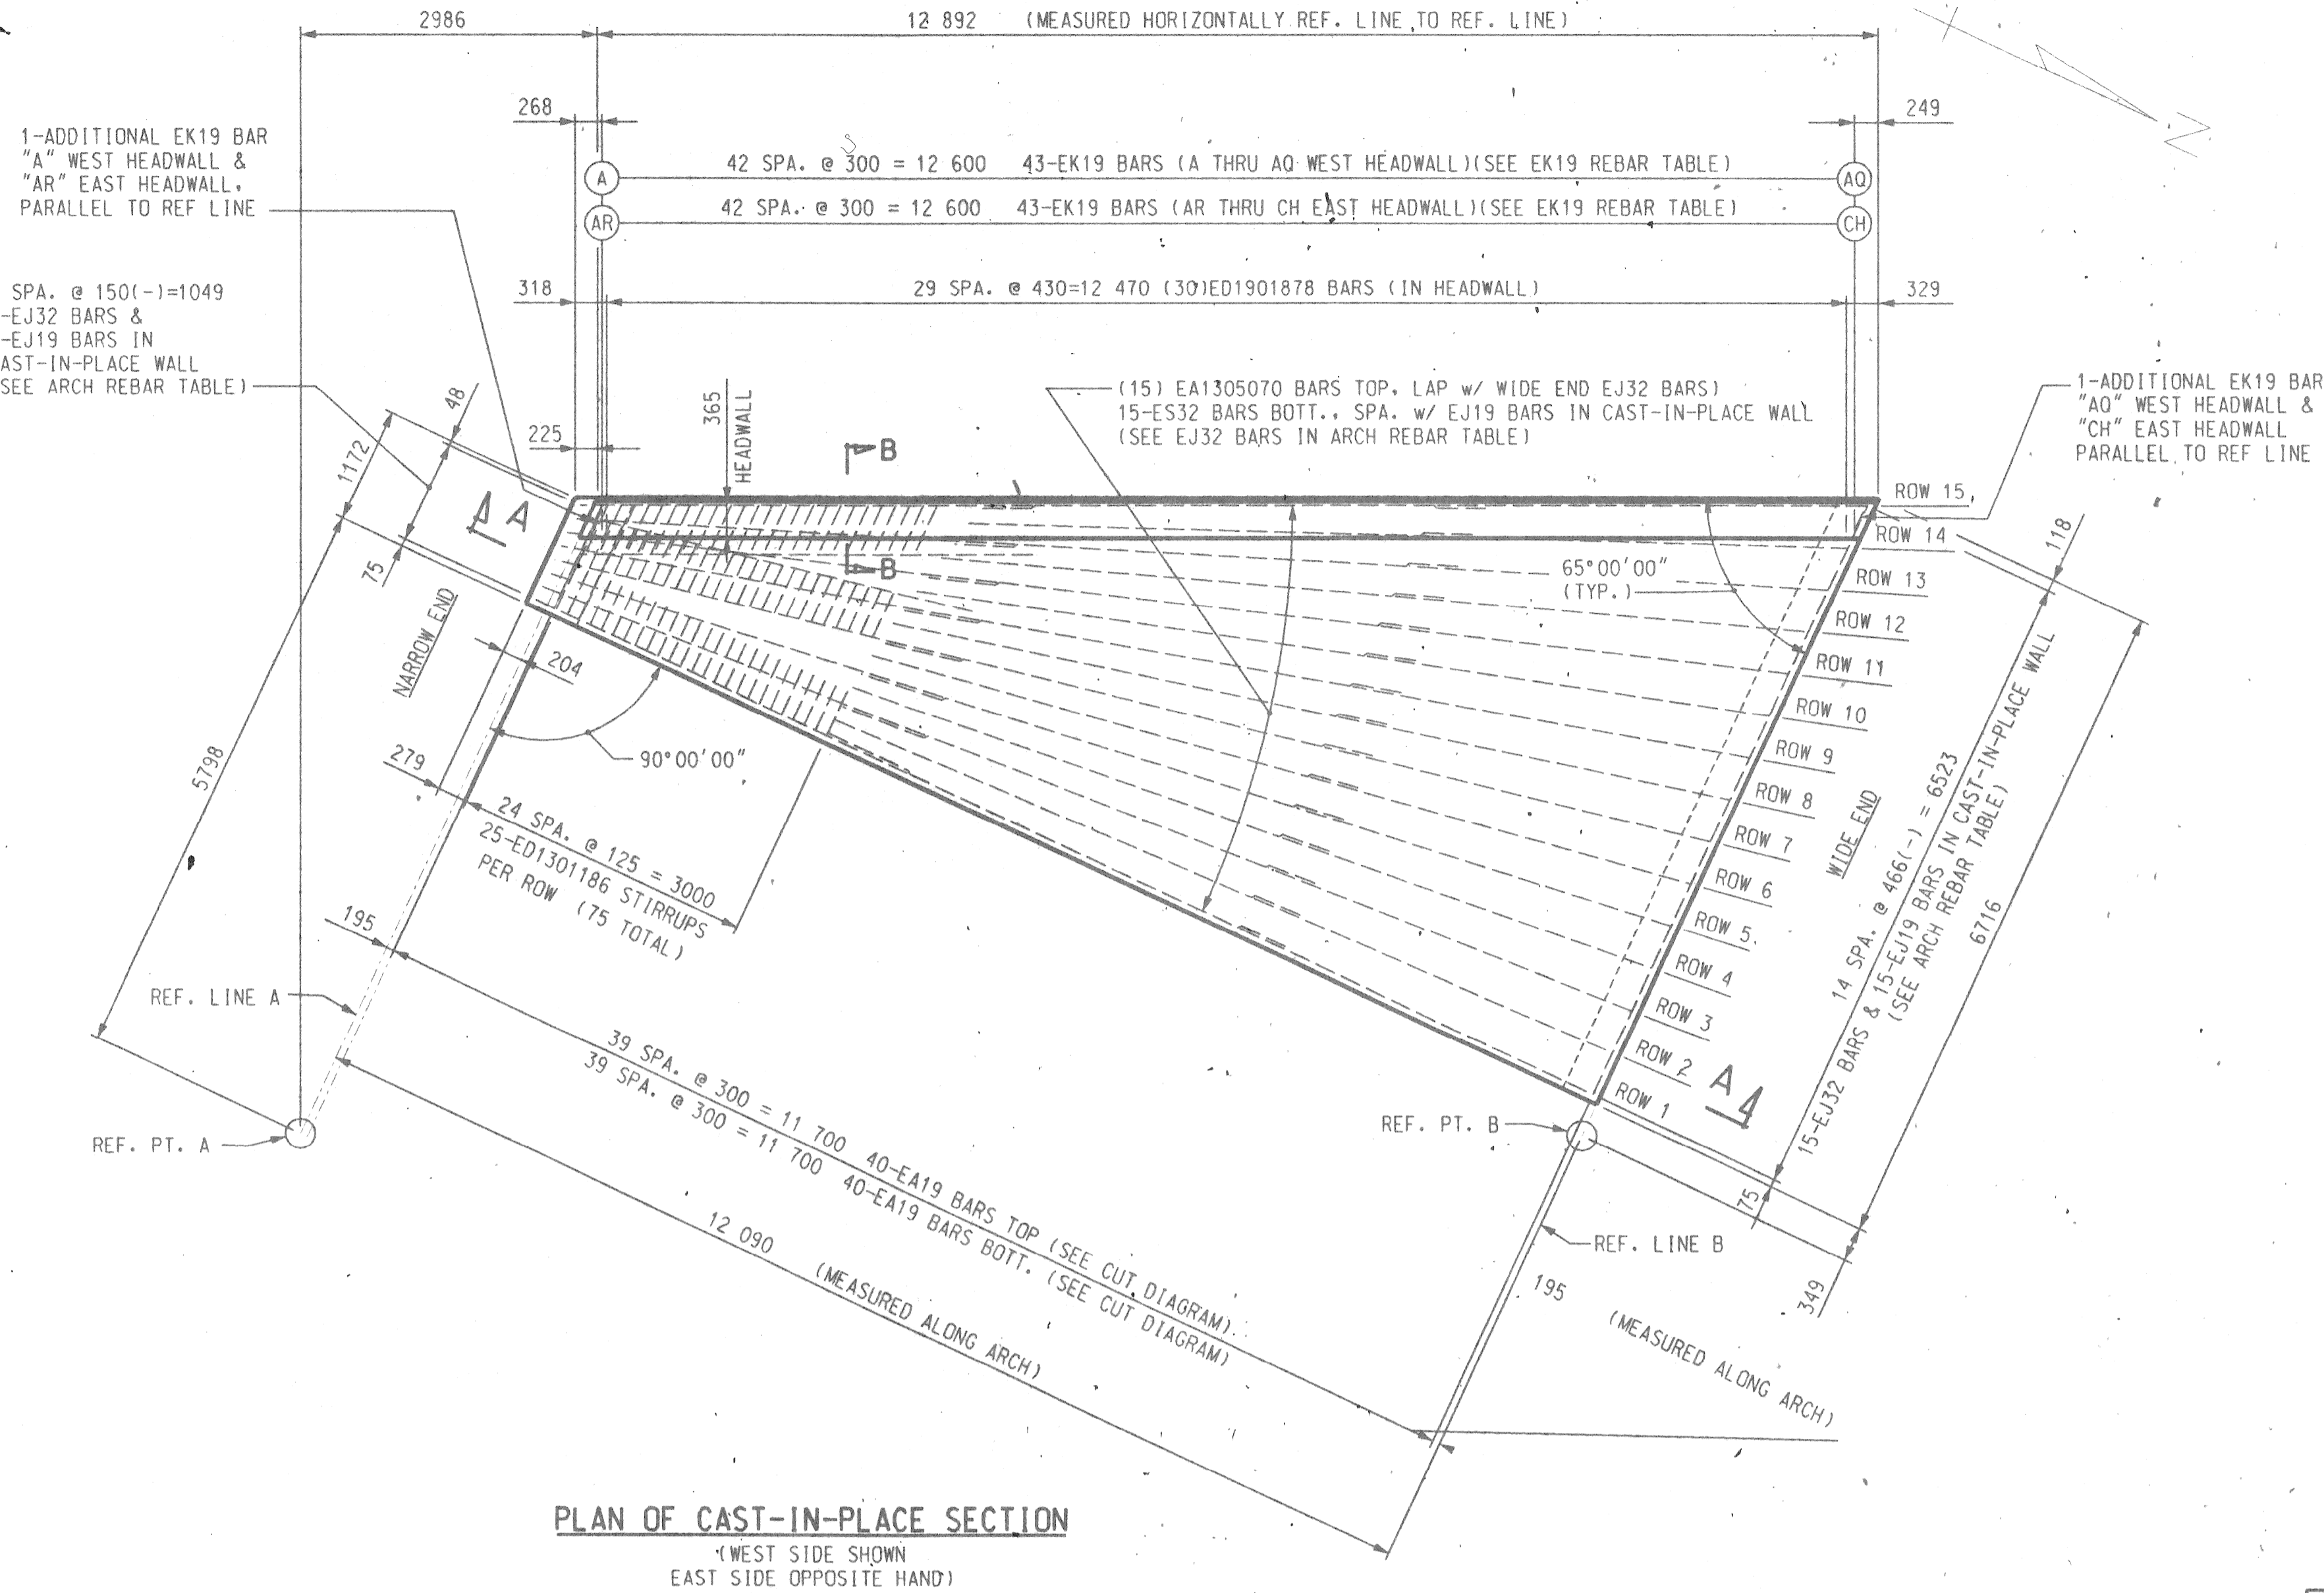 2986
12 892 (MEASURED HORIZONTALLY REF. LINE TO REF. LINE)
268
249
1-ADDITIONAL EK19 BAR
"A" WEST HEADWALL &
"AR" EAST HEADWALL.
PARALLEL TO REF LINE
A
42 SPA. @ 300 = 12 600 43-EK19 BARS (A THRU AQ WEST HEADWALL)(SEE EK19 REBAR TABLE)
AQ
AR
42 SPA. @ 300 = 12 600 43-EK19 BARS (AR THRU CH EAST HEADWALL)(SEE EK19 REBAR TABLE)
CH
318
29 SPA. @ 430=12 470 (30)ED1901878 BARS (IN HEADWALL)
329
SPA. @ 150(-)=1049
-EJ32 BARS &
-EJ19 BARS IN
AST-IN-PLACE WALL
SEE ARCH REBAR TABLE)
48
1172
75
225
365
HEADWALL
B
B
(15) EA1305070 BARS TOP, LAP w/ WIDE END EJ32 BARS)
15-ES32 BARS BOTT., SPA. w/ EJ19 BARS IN CAST-IN-PLACE WALL
(SEE EJ32 BARS IN ARCH REBAR TABLE)
1-ADDITIONAL EK19 BAR
"AQ" WEST HEADWALL &
"CH" EAST HEADWALL
PARALLEL TO REF LINE
A
NARROW END
204
90°00'00"
65°00'00"
(TYP.)
ROW 15
ROW 14
ROW 13
ROW 12
ROW 11
ROW 10
ROW 9
ROW 8
ROW 7
ROW 6
ROW 5
ROW 4
ROW 3
ROW 2
ROW 1
A
118
WIDE END
14 SPA. @ 466(-) = 6523
15-EJ32 BARS & 15-EJ19 BARS IN CAST-IN-PLACE WALL
(SEE ARCH REBAR TABLE)
6716
75
349
5798
279
24 SPA. @ 125 = 3000
25-ED1301186 STIRRUPS
PER ROW (75 TOTAL)
195
REF. LINE A
REF. PT. A
39 SPA. @ 300 = 11 700 40-EA19 BARS TOP (SEE CUT DIAGRAM)
39 SPA. @ 300 = 11 700 40-EA19 BARS BOTT. (SEE CUT DIAGRAM)
12 090 (MEASURED ALONG ARCH)
REF. PT. B
REF. LINE B
195 (MEASURED ALONG ARCH)
PLAN OF CAST-IN-PLACE SECTION
(WEST SIDE SHOWN
EAST SIDE OPPOSITE HAND)